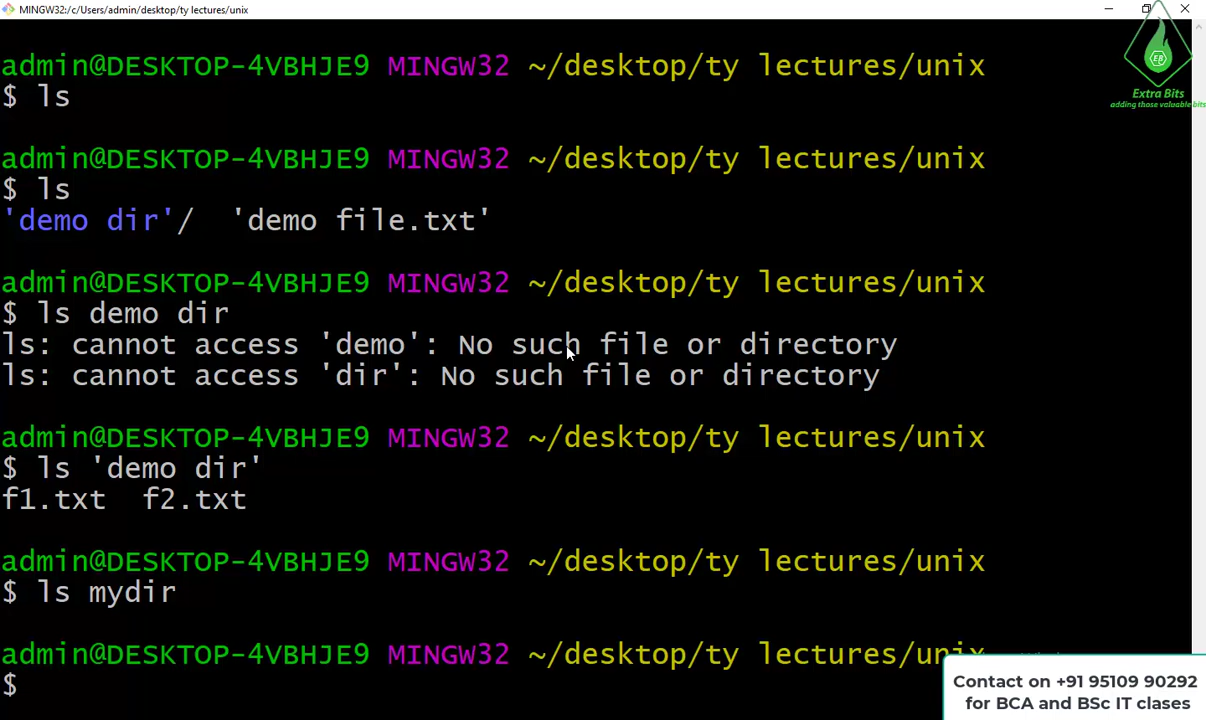 MINGW32:/c/Users/admin/desktop/ty lectures/unix
admin@DESKTOP-4VBHJE9 MINGW32 ~/desktop/ty lectures/unix
$ ls
admin@DESKTOP-4VBHJE9 MINGW32 ~/desktop/ty lectures/unix
$ ls
'demo dir'/  'demo file.txt'
admin@DESKTOP-4VBHJE9 MINGW32 ~/desktop/ty lectures/unix
$ ls demo dir
ls: cannot access 'demo': No such file or directory
ls: cannot access 'dir': No such file or directory
admin@DESKTOP-4VBHJE9 MINGW32 ~/desktop/ty lectures/unix
$ ls 'demo dir'
f1.txt  f2.txt
admin@DESKTOP-4VBHJE9 MINGW32 ~/desktop/ty lectures/unix
$ ls mydir
admin@DESKTOP-4VBHJE9 MINGW32 ~/desktop/ty lectures/unix
$
EB
Extra Bits
adding those valuable bits
Contact on +91 95109 90292
for BCA and BSc IT clases